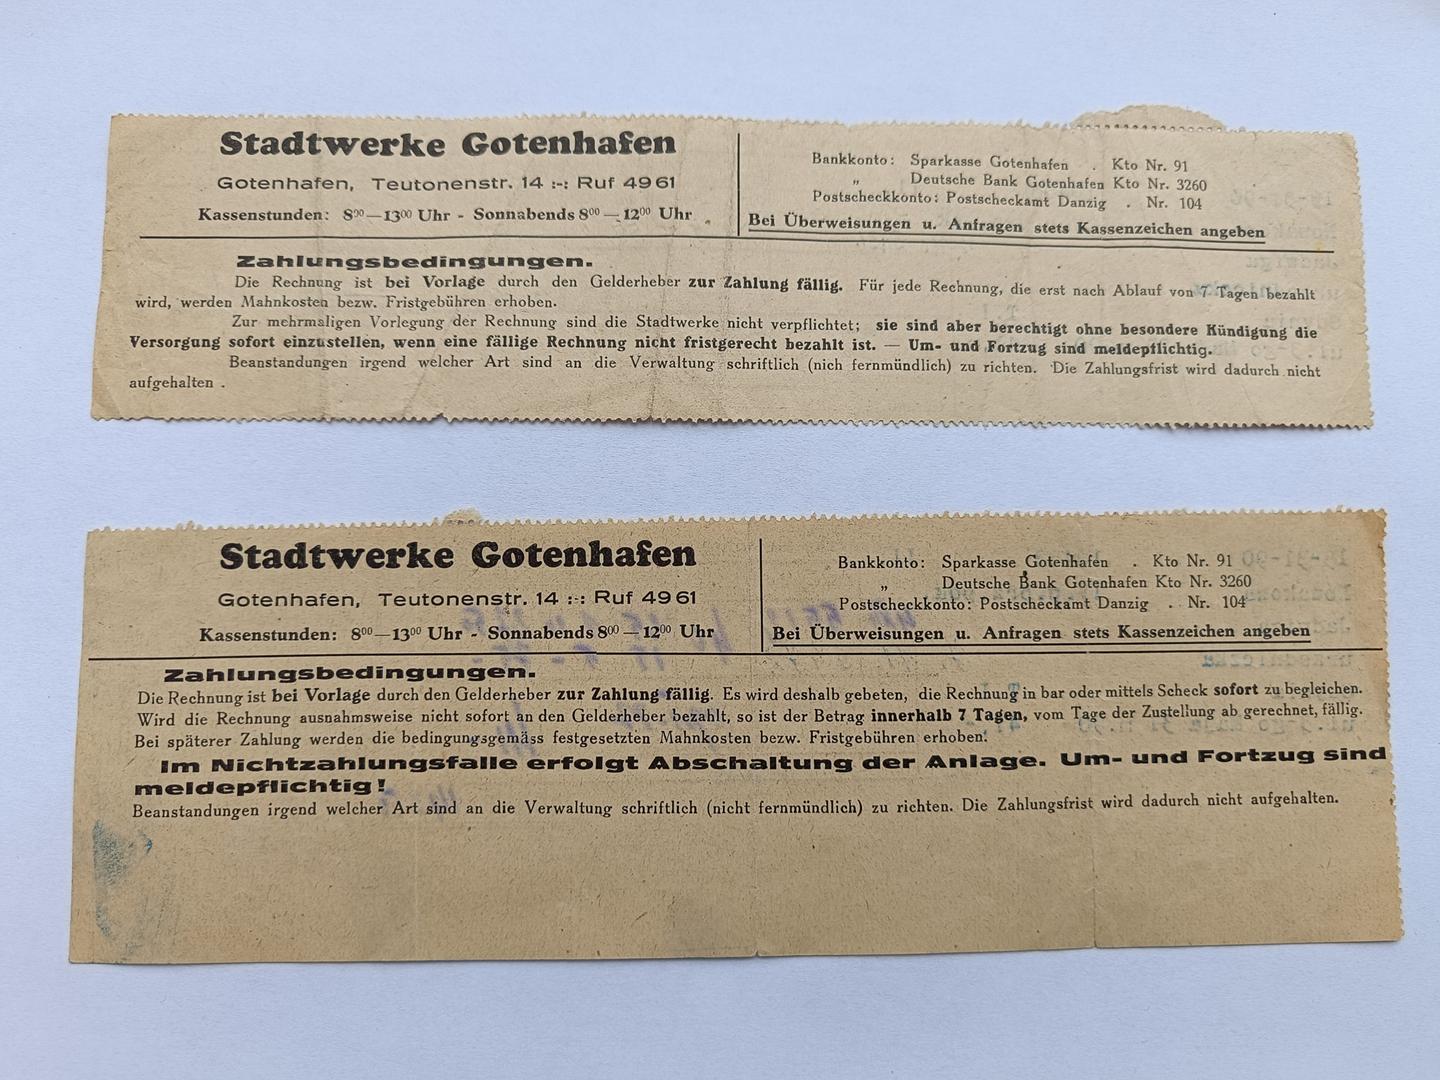 Stadtwerke Gotenhafen
Gotenhafen, Teutonenstr. 14 :-: Ruf 4961
Kassenstunden: 8⁰⁰—13⁰⁰ Uhr - Sonnabends 8⁰⁰ — 12⁰⁰ Uhr
Bankkonto: Sparkasse Gotenhafen . Kto Nr. 91
„ Deutsche Bank Gotenhafen Kto Nr. 3260
Postscheckkonto: Postscheckamt Danzig . Nr. 104
Bei Überweisungen u. Anfragen stets Kassenzeichen angeben
Zahlungsbedingungen.
Die Rechnung ist bei Vorlage durch den Gelderheber zur Zahlung fällig. Für jede Rechnung, die erst nach Ablauf von 7 Tagen bezahlt
wird, werden Mahnkosten bezw. Fristgebühren erhoben.
Zur mehrmaligen Vorlegung der Rechnung sind die Stadtwerke nicht verpflichtet; sie sind aber berechtigt ohne besondere Kündigung die
Versorgung sofort einzustellen, wenn eine fällige Rechnung nicht fristgerecht bezahlt ist. — Um- und Fortzug sind meldepflichtig.
Beanstandungen irgend welcher Art sind an die Verwaltung schriftlich (nich fernmündlich) zu richten. Die Zahlungsfrist wird dadurch nicht
aufgehalten .
Stadtwerke Gotenhafen
Gotenhafen, Teutonenstr. 14 :-: Ruf 4961
Kassenstunden: 8⁰⁰—13⁰⁰ Uhr - Sonnabends 8⁰⁰ — 12⁰⁰ Uhr
Bankkonto: Sparkasse Gotenhafen . Kto Nr. 91
„ Deutsche Bank Gotenhafen Kto Nr. 3260
Postscheckkonto: Postscheckamt Danzig . Nr. 104
Bei Überweisungen u. Anfragen stets Kassenzeichen angeben
Zahlungsbedingungen.
Die Rechnung ist bei Vorlage durch den Gelderheber zur Zahlung fällig. Es wird deshalb gebeten, die Rechnung in bar oder mittels Scheck sofort zu begleichen.
Wird die Rechnung ausnahmsweise nicht sofort an den Gelderheber bezahlt, so ist der Betrag innerhalb 7 Tagen, vom Tage der Zustellung ab gerechnet, fällig.
Bei späterer Zahlung werden die bedingungsgemäss festgesetzten Mahnkosten bezw. Fristgebühren erhoben.
Im Nichtzahlungsfalle erfolgt Abschaltung der Anlage. Um- und Fortzug sind
meldepflichtig!
Beanstandungen irgend welcher Art sind an die Verwaltung schriftlich (nicht fernmündlich) zu richten. Die Zahlungsfrist wird dadurch nicht aufgehalten.